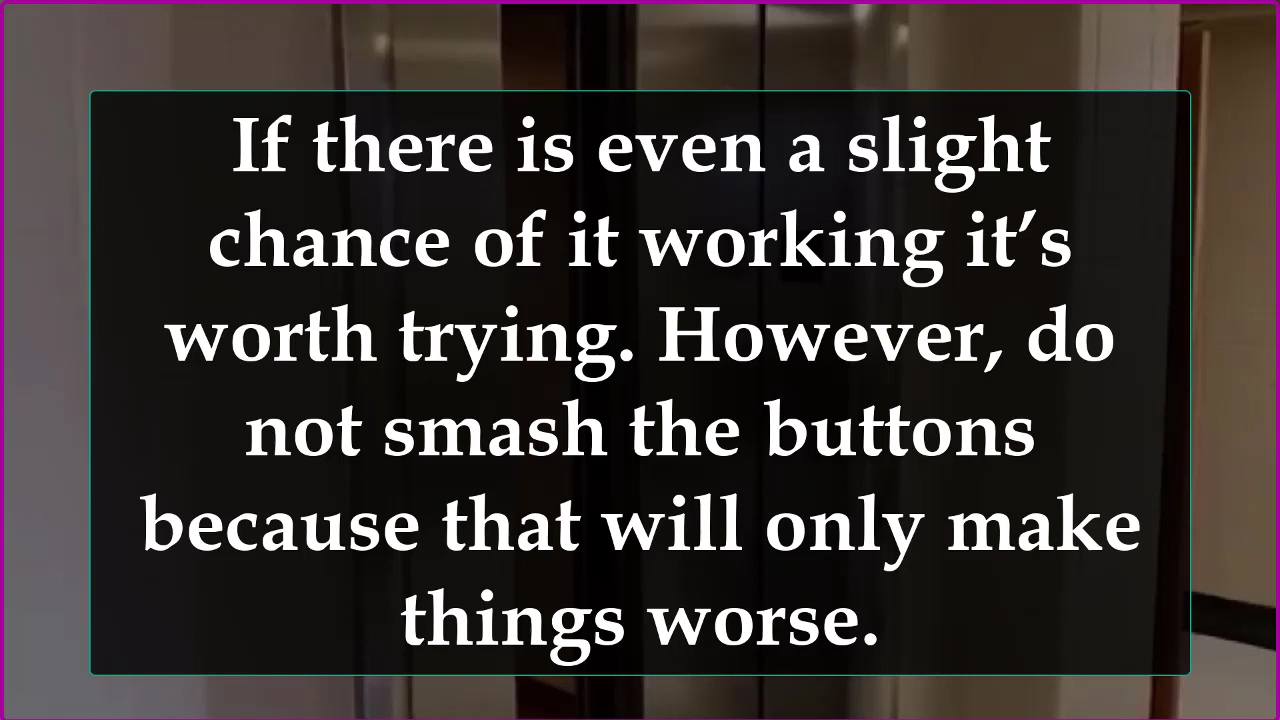 If there is even a slight
chance of it working it’s
worth trying. However, do
not smash the buttons
because that will only make
things worse.